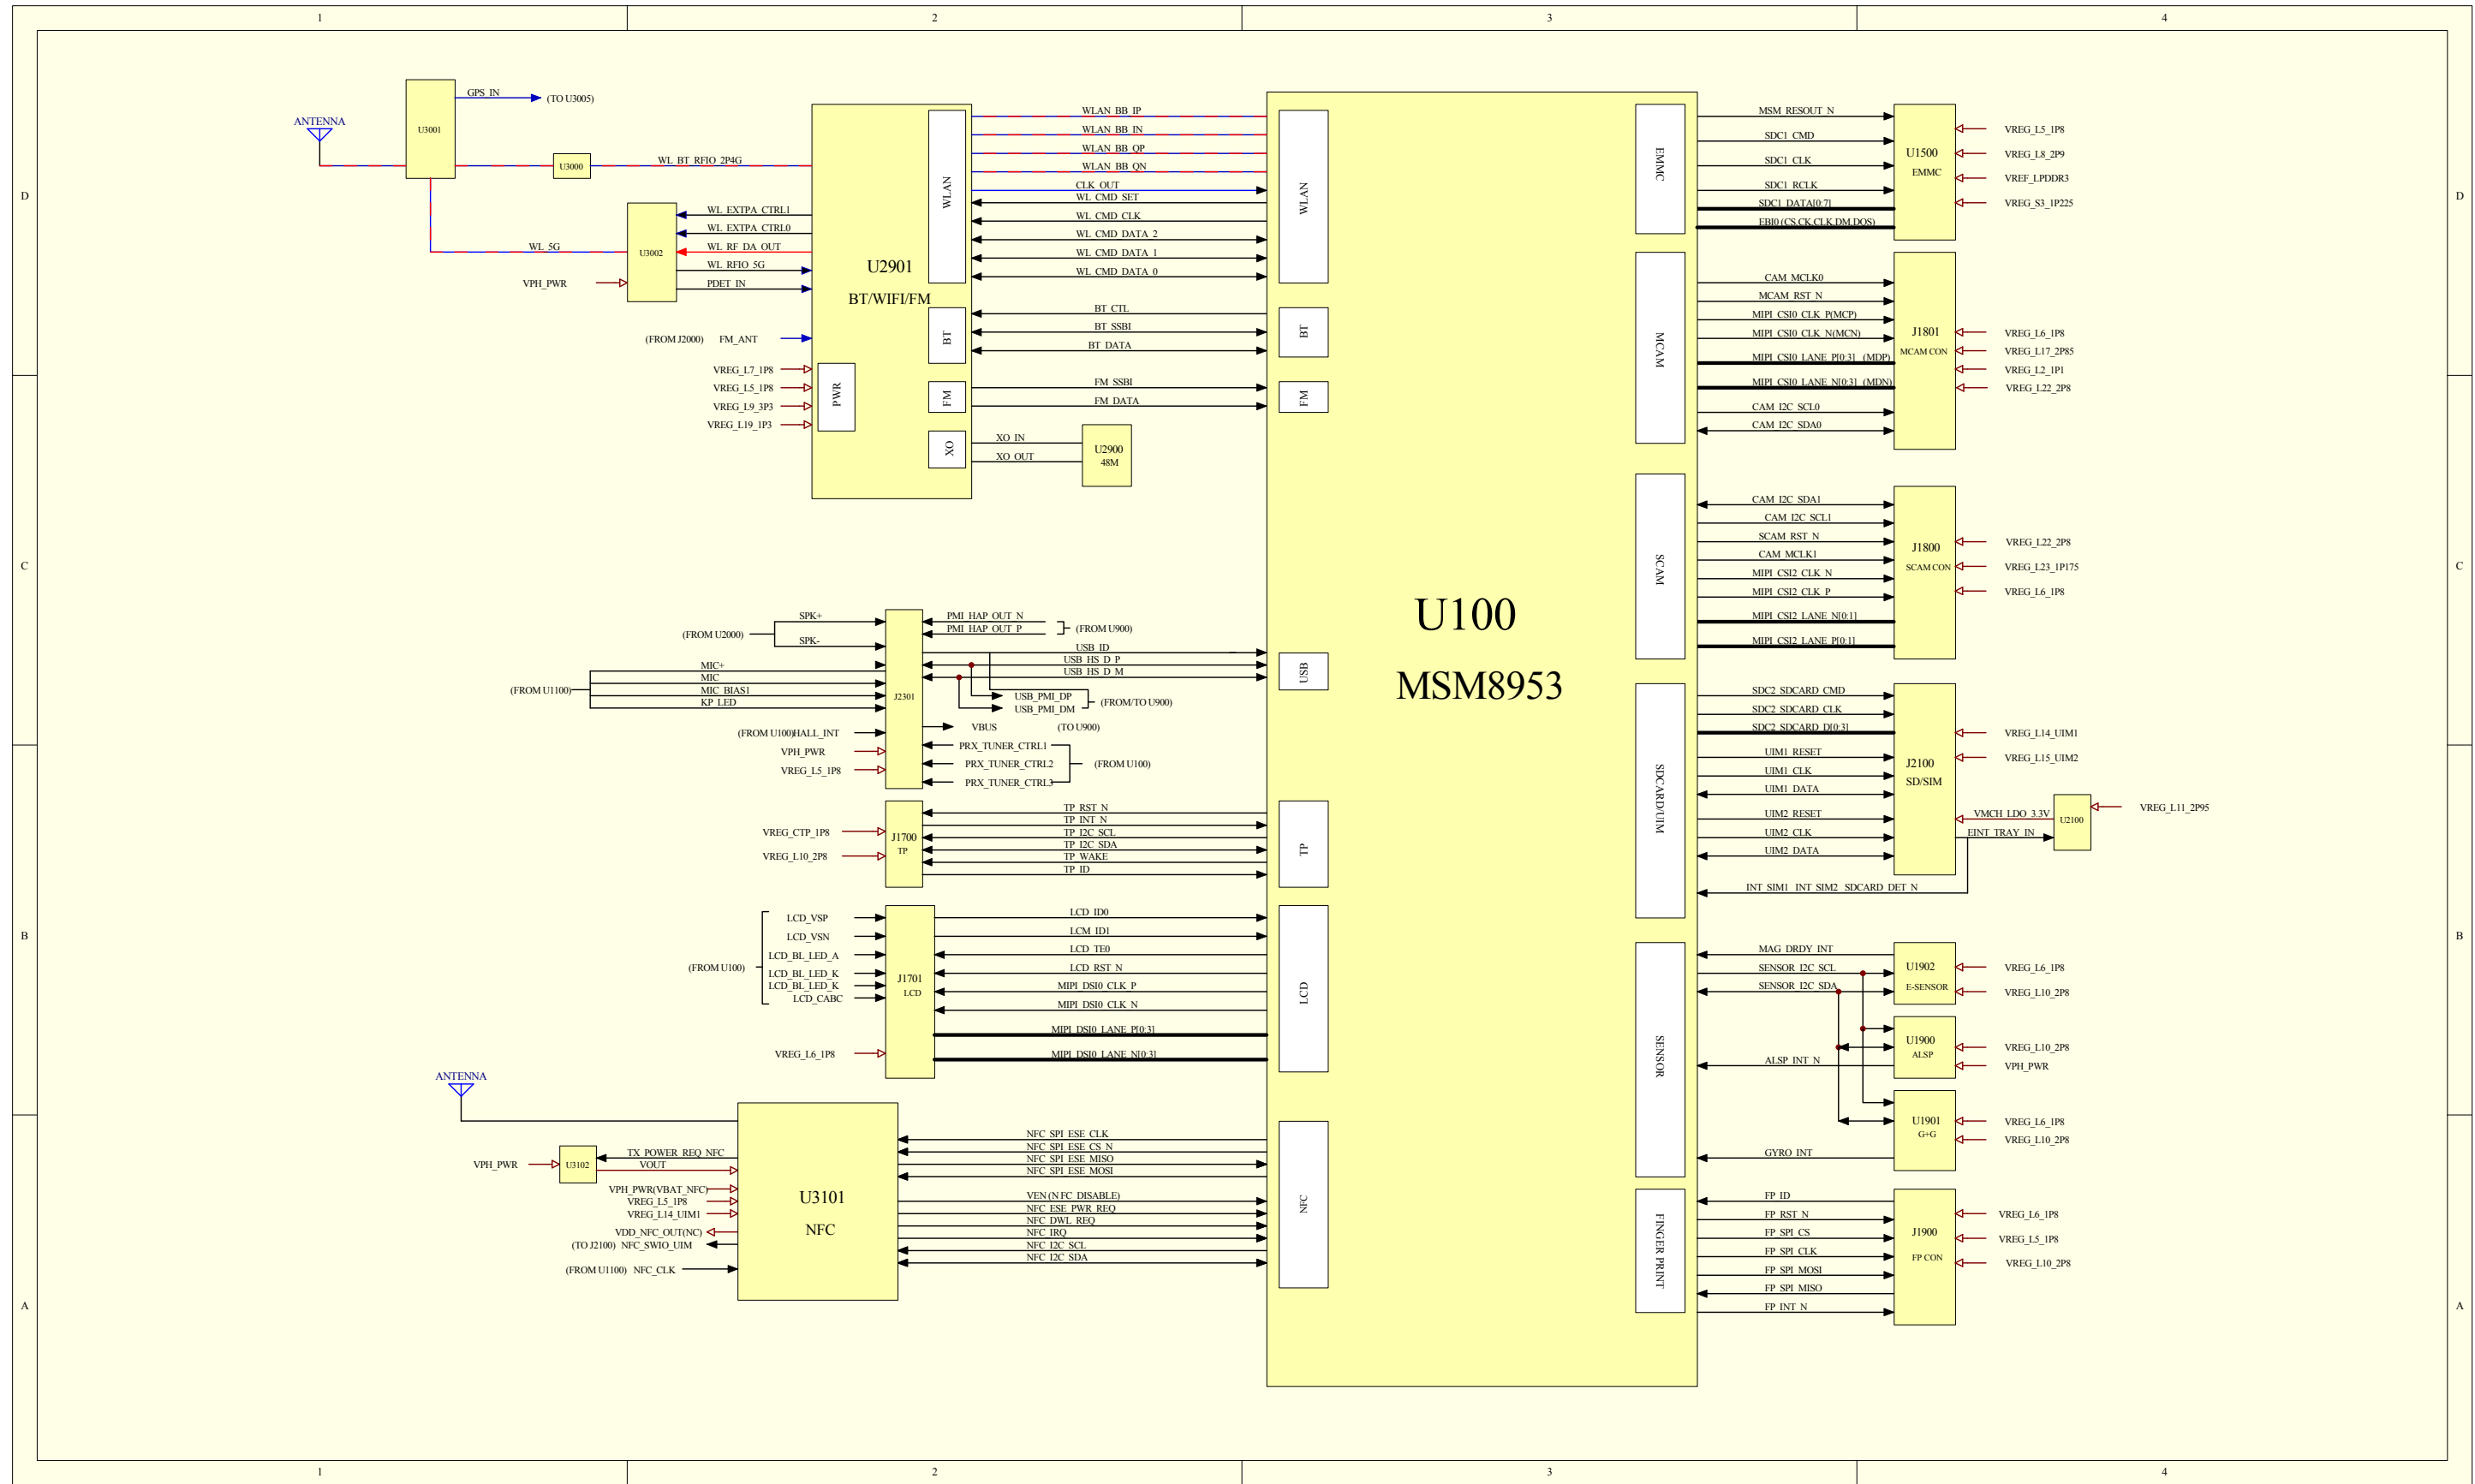 1
2
3
4
D
D
C
C
B
B
A
A
1
2
3
4
ANTENNA
U3001
GPS_IN
(TO U3005)
U3000
WL_BT_RFIO_2P4G
WL_5G
U3002
VPH_PWR
WL_EXTPA_CTRL1
WL_EXTPA_CTRL0
WL_RF_DA_OUT
WL_RFIO_5G
PDET_IN
(FROM J2000) FM_ANT
VREG_L7_1P8
VREG_L5_1P8
VREG_L9_3P3
VREG_L19_1P3
U2901
BT/WIFI/FM
PWR
WLAN
BT
FM
XO
WLAN_BB_IP
WLAN_BB_IN
WLAN_BB_QP
WLAN_BB_QN
CLK_OUT
WL_CMD_SET
WL_CMD_CLK
WL_CMD_DATA_2
WL_CMD_DATA_1
WL_CMD_DATA_0
BT_CTL
BT_SSBI
BT_DATA
FM_SSBI
FM_DATA
XO_IN
XO_OUT
U2900
48M
WLAN
BT
FM
USB
TP
LCD
NFC
U100
MSM8953
(FROM U2000)
SPK+
SPK-
(FROM U1100)
MIC+
MIC
MIC_BIAS1
KP_LED
(FROM U100)HALL_INT
VPH_PWR
VREG_L5_1P8
J2301
PMI_HAP_OUT_N
PMI_HAP_OUT_P
(FROM U900)
USB_ID
USB_HS_D_P
USB_HS_D_M
USB_PMI_DP
USB_PMI_DM
(FROM/TO U900)
VBUS
(TO U900)
PRX_TUNER_CTRL1
PRX_TUNER_CTRL2
PRX_TUNER_CTRL3
(FROM U100)
VREG_CTP_1P8
VREG_L10_2P8
J1700
TP
TP_RST_N
TP_INT_N
TP_I2C_SCL
TP_I2C_SDA
TP_WAKE
TP_ID
(FROM U100)
LCD_VSP
LCD_VSN
LCD_BL_LED_A
LCD_BL_LED_K
LCD_BL_LED_K
LCD_CABC
VREG_L6_1P8
J1701
LCD
LCD_ID0
LCM_ID1
LCD_TE0
LCD_RST_N
MIPI_DSI0_CLK_P
MIPI_DSI0_CLK_N
MIPI_DSI0_LANE_P[0:3]
MIPI_DSI0_LANE_N[0:3]
ANTENNA
VPH_PWR
U3102
TX_POWER_REQ_NFC
VOUT
VPH_PWR(VBAT_NFC)
VREG_L5_1P8
VREG_L14_UIM1
VDD_NFC_OUT(NC)
(TO J2100) NFC_SWIO_UIM
(FROM U1100) NFC_CLK
U3101
NFC
NFC_SPI_ESE_CLK
NFC_SPI_ESE_CS_N
NFC_SPI_ESE_MISO
NFC_SPI_ESE_MOSI
VEN(NFC_DISABLE)
NFC_ESE_PWR_REQ
NFC_DWL_REQ
NFC_IRQ
NFC_I2C_SCL
NFC_I2C_SDA
EMMC
MSM_RESOUT_N
SDC1_CMD
SDC1_CLK
SDC1_RCLK
SDC1_DATA[0:7]
EBI0 (CS,CK,CLK,DM,DOS)
U1500
EMMC
VREG_L5_1P8
VREG_L8_2P9
VREF_LPDDR3
VREG_S3_1P225
MCAM
CAM_MCLK0
MCAM_RST_N
MIPI_CSI0_CLK_P(MCP)
MIPI_CSI0_CLK_N(MCN)
MIPI_CSI0_LANE_P[0:3] (MDP)
MIPI_CSI0_LANE_N[0:3] (MDN)
CAM_I2C_SCL0
CAM_I2C_SDA0
J1801
MCAM CON
VREG_L6_1P8
VREG_L17_2P85
VREG_L2_1P1
VREG_L22_2P8
SCAM
CAM_I2C_SDA1
CAM_I2C_SCL1
SCAM_RST_N
CAM_MCLK1
MIPI_CSI2_CLK_N
MIPI_CSI2_CLK_P
MIPI_CSI2_LANE_N[0:1]
MIPI_CSI2_LANE_P[0:1]
J1800
SCAM CON
VREG_L22_2P8
VREG_L23_1P175
VREG_L6_1P8
SDCARD/UIM
SDC2_SDCARD_CMD
SDC2_SDCARD_CLK
SDC2_SDCARD_D[0:3]
UIM1_RESET
UIM1_CLK
UIM1_DATA
UIM2_RESET
UIM2_CLK
UIM2_DATA
INT_SIM1_INT_SIM2_SDCARD_DET_N
J2100
SD/SIM
VREG_L14_UIM1
VREG_L15_UIM2
VMCH_LDO_3.3V
EINT_TRAY_IN
U2100
VREG_L11_2P95
SENSOR
MAG_DRDY_INT
SENSOR_I2C_SCL
SENSOR_I2C_SDA
ALSP_INT_N
GYRO_INT
U1902
E-SENSOR
VREG_L6_1P8
VREG_L10_2P8
U1900
ALSP
VREG_L10_2P8
VPH_PWR
U1901
G+G
VREG_L6_1P8
VREG_L10_2P8
FINGER PRINT
FP_ID
FP_RST_N
FP_SPI_CS
FP_SPI_CLK
FP_SPI_MOSI
FP_SPI_MISO
FP_INT_N
J1900
FP CON
VREG_L6_1P8
VREG_L5_1P8
VREG_L10_2P8